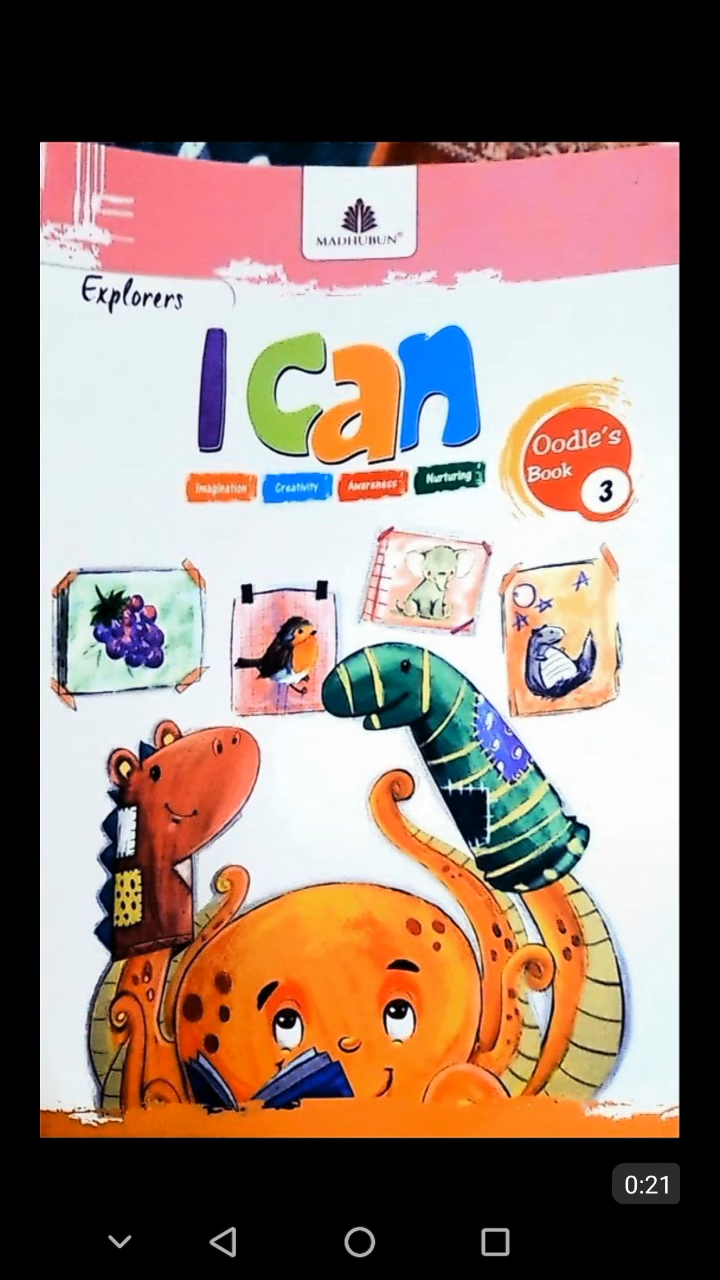 MADHUBUN®
Explorers
I can
Imagination Creativity Awareness Nurturing
Oodle's
Book
3
0:21